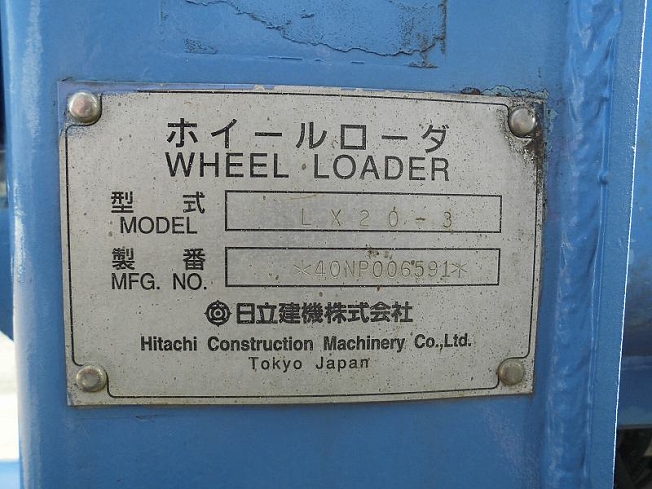 ホイールローダ
WHEEL LOADER
型 式 LX20-3
MODEL
製 番 *40NP006591*
MFG. NO.
日立建機株式会社
Hitachi Construction Machinery Co.,Ltd.
Tokyo Japan